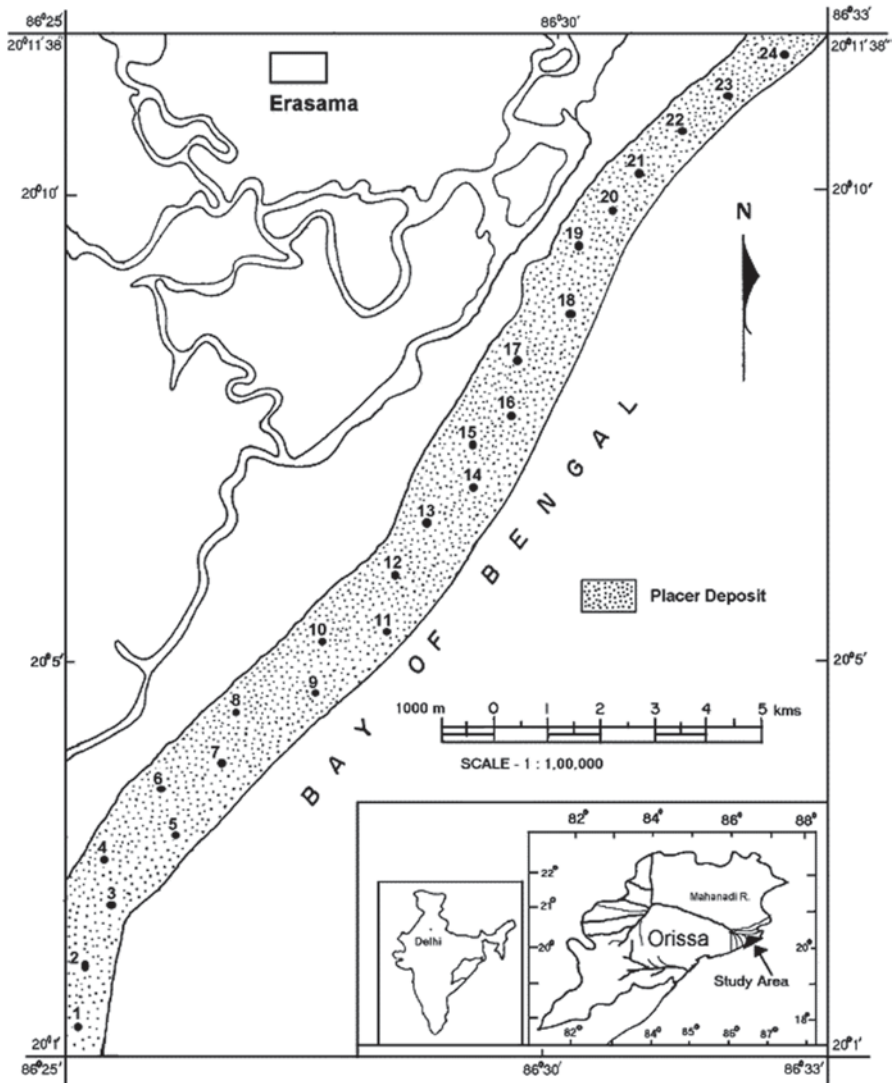 86°25' 86°30' 86°33'
20°11'38" 20°11'38"
Erasama
24
23
22
21
20°10' 20°10'
20
N
19
18
17
16
15
14
13
12
11
10
9
8
7
6
5
4
3
2
1
BAY OF BENGAL
Placer Deposit
20°5' 20°5'
1000 m 0 1 2 3 4 5 kms
SCALE - 1 : 1,00,000
82° 84° 86° 88°
22°
21° 21°
20° 20°
19°
18°
Mahanadi R.
Orissa
Study Area
82° 84° 85° 86° 87°
Delhi
20°1' 20°1'
86°25' 86°30' 86°33'